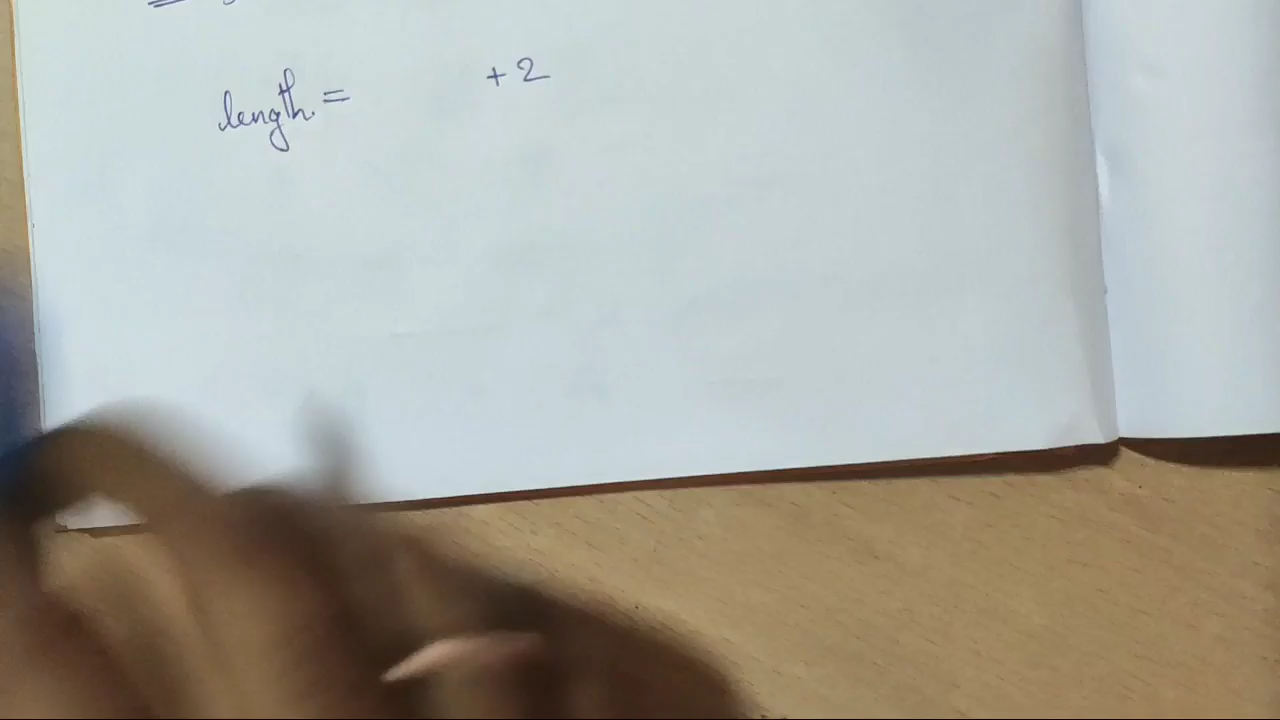 length = +2